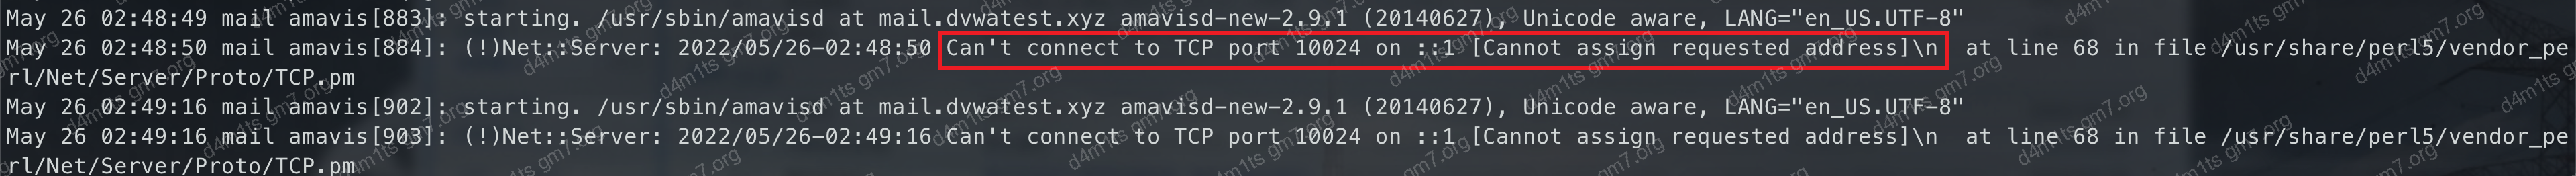 May 26 02:48:49 mail amavis[883]: starting. /usr/sbin/amavisd at mail.dvwatest.xyz amavisd-new-2.9.1 (20140627), Unicode aware, LANG="en_US.UTF-8"
May 26 02:48:50 mail amavis[884]: (!)Net::Server: 2022/05/26-02:48:50 Can't connect to TCP port 10024 on ::1 [Cannot assign requested address]\n  at line 68 in file /usr/share/perl5/vendor_pe
rl/Net/Server/Proto/TCP.pm
May 26 02:49:16 mail amavis[902]: starting. /usr/sbin/amavisd at mail.dvwatest.xyz amavisd-new-2.9.1 (20140627), Unicode aware, LANG="en_US.UTF-8"
May 26 02:49:16 mail amavis[903]: (!)Net::Server: 2022/05/26-02:49:16 Can't connect to TCP port 10024 on ::1 [Cannot assign requested address]\n  at line 68 in file /usr/share/perl5/vendor_pe
rl/Net/Server/Proto/TCP.pm
d4m1ts gm7.org